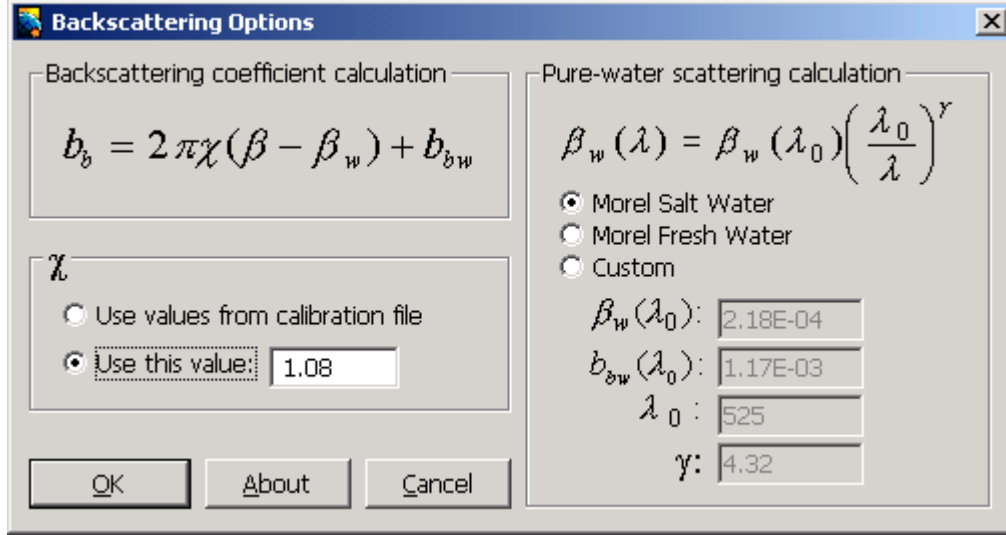 Backscattering Options
Backscattering coefficient calculation
b_b = 2πχ(β − β_w) + b_bw
χ
Use values from calibration file
Use this value: 1.08
OK About Cancel
Pure-water scattering calculation
β_w(λ) = β_w(λ_0)(λ_0/λ)^γ
Morel Salt Water
Morel Fresh Water
Custom
β_w(λ_0): 2.18E-04
b_bw(λ_0): 1.17E-03
λ_0: 525
γ: 4.32